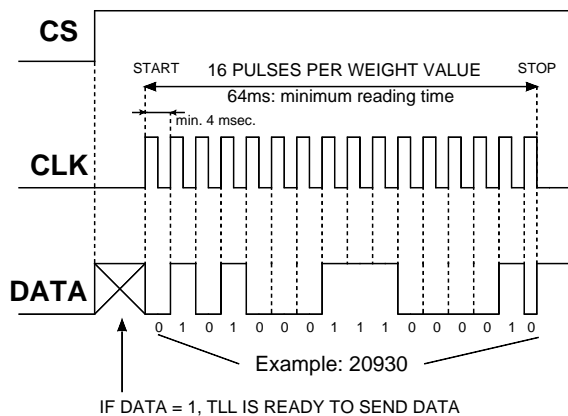 CS
START
16 PULSES PER WEIGHT VALUE
STOP
64ms: minimum reading time
min. 4 msec.
CLK
DATA
0 1 0 1 0 0 0 1 1 1 0 0 0 0 1 0
Example: 20930
IF DATA = 1, TLL IS READY TO SEND DATA